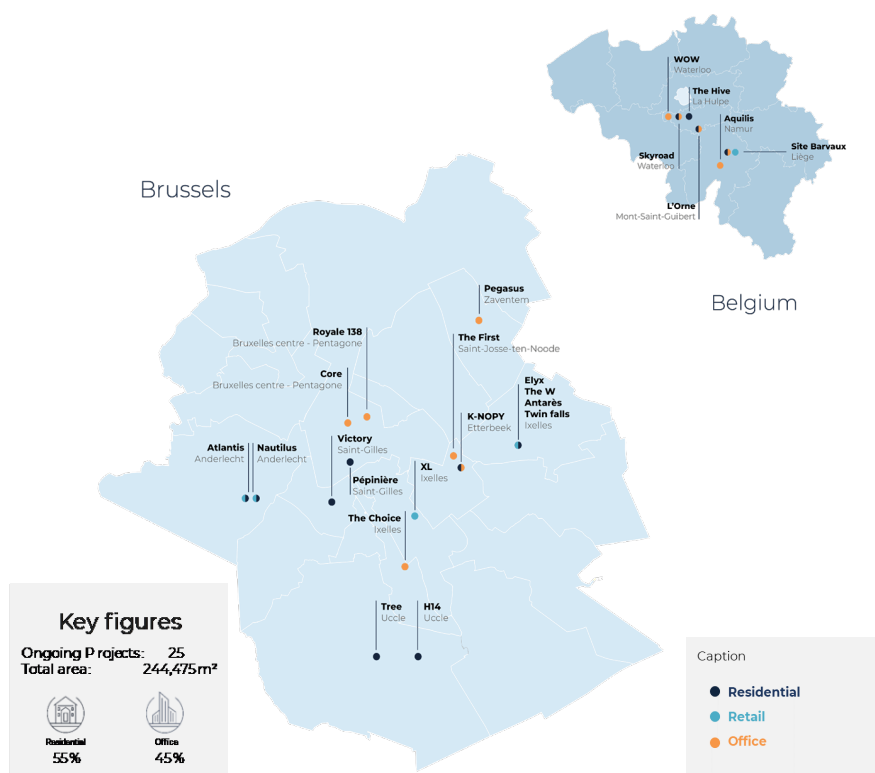 WOW
Waterloo
The Hive
La Hulpe
Aquilis
Namur
Site Barvaux
Liège
Skyroad
Waterloo
L'Orne
Mont-Saint-Guibert
Brussels
Belgium
Pegasus
Zaventem
Royale 138
Bruxelles centre - Pentagone
The First
Saint-Josse-ten-Noode
Core
Bruxelles centre - Pentagone
Elyx
The W
Antarès
Twin falls
Ixelles
K-NOPY
Etterbeek
Victory
Saint-Gilles
Atlantis
Anderlecht
Nautilus
Anderlecht
XL
Ixelles
Pépinière
Saint-Gilles
The Choice
Ixelles
Tree
Uccle
H14
Uccle
Key figures
Ongoing Projects: 25
Total area: 244,475m²
Residential
Office
55%
45%
Caption
Residential
Retail
Office